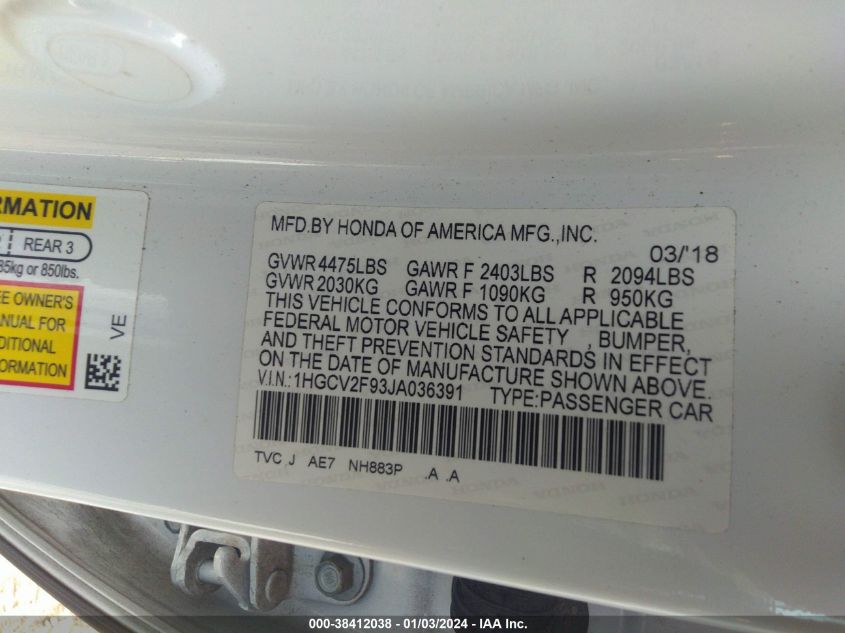 RMATION
REAR 3
85kg or 850lbs.
EE OWNER'S
ANUAL FOR
DITIONAL
FORMATION
VE
MFD.BY HONDA OF AMERICA MFG.,INC.
03/'18
GVWR 4475LBS GAWR F 2403LBS R 2094LBS
GVWR 2030KG GAWR F 1090KG R 950KG
THIS VEHICLE CONFORMS TO ALL APPLICABLE
FEDERAL MOTOR VEHICLE SAFETY , BUMPER,
AND THEFT PREVENTION STANDARDS IN EFFECT
ON THE DATE OF MANUFACTURE SHOWN ABOVE.
V.I.N.:1HGCV2F93JA036391 TYPE:PASSENGER CAR
TVC J AE7 NH883P .A .A
000-38412038 - 01/03/2024 - IAA Inc.